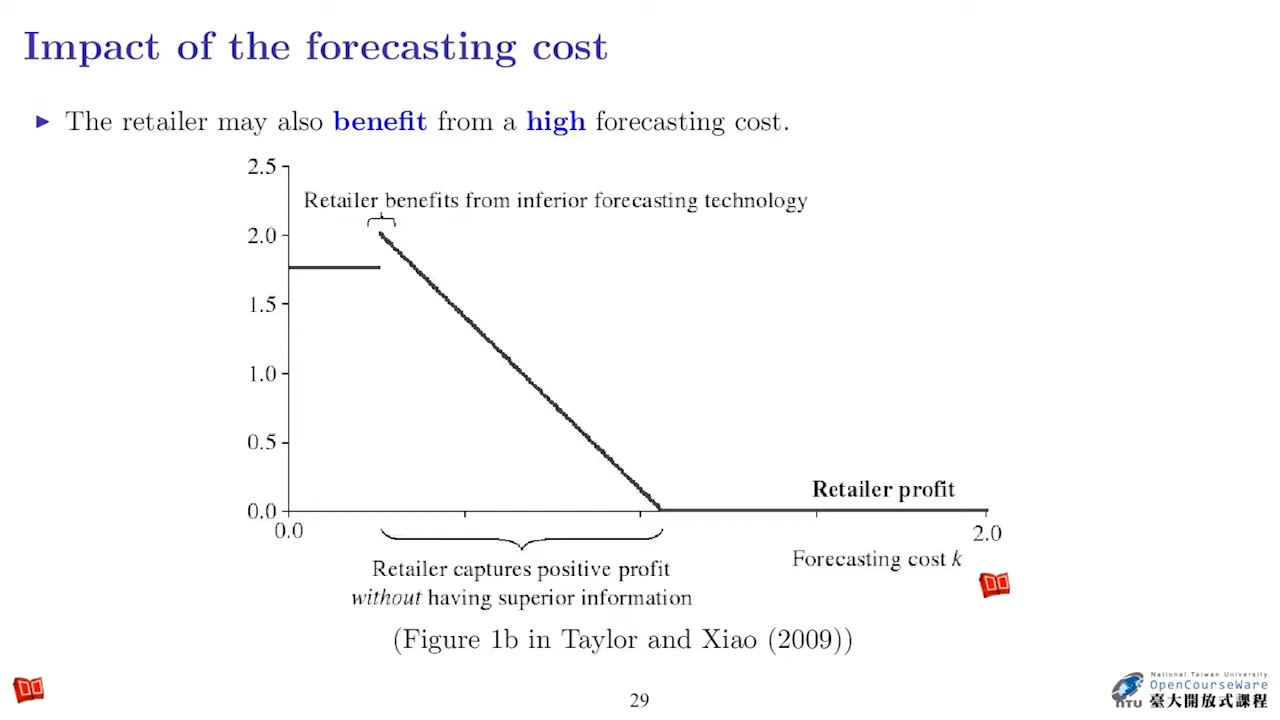 Impact of the forecasting cost
▶ The retailer may also benefit from a high forecasting cost.
2.5
Retailer benefits from inferior forecasting technology
2.0
1.5
1.0
0.5
0.0
Retailer profit
0.0
2.0
Forecasting cost k
Retailer captures positive profit
without having superior information
(Figure 1b in Taylor and Xiao (2009))
29
National Taiwan University
OpenCourseWare
NTU 臺大開放式課程